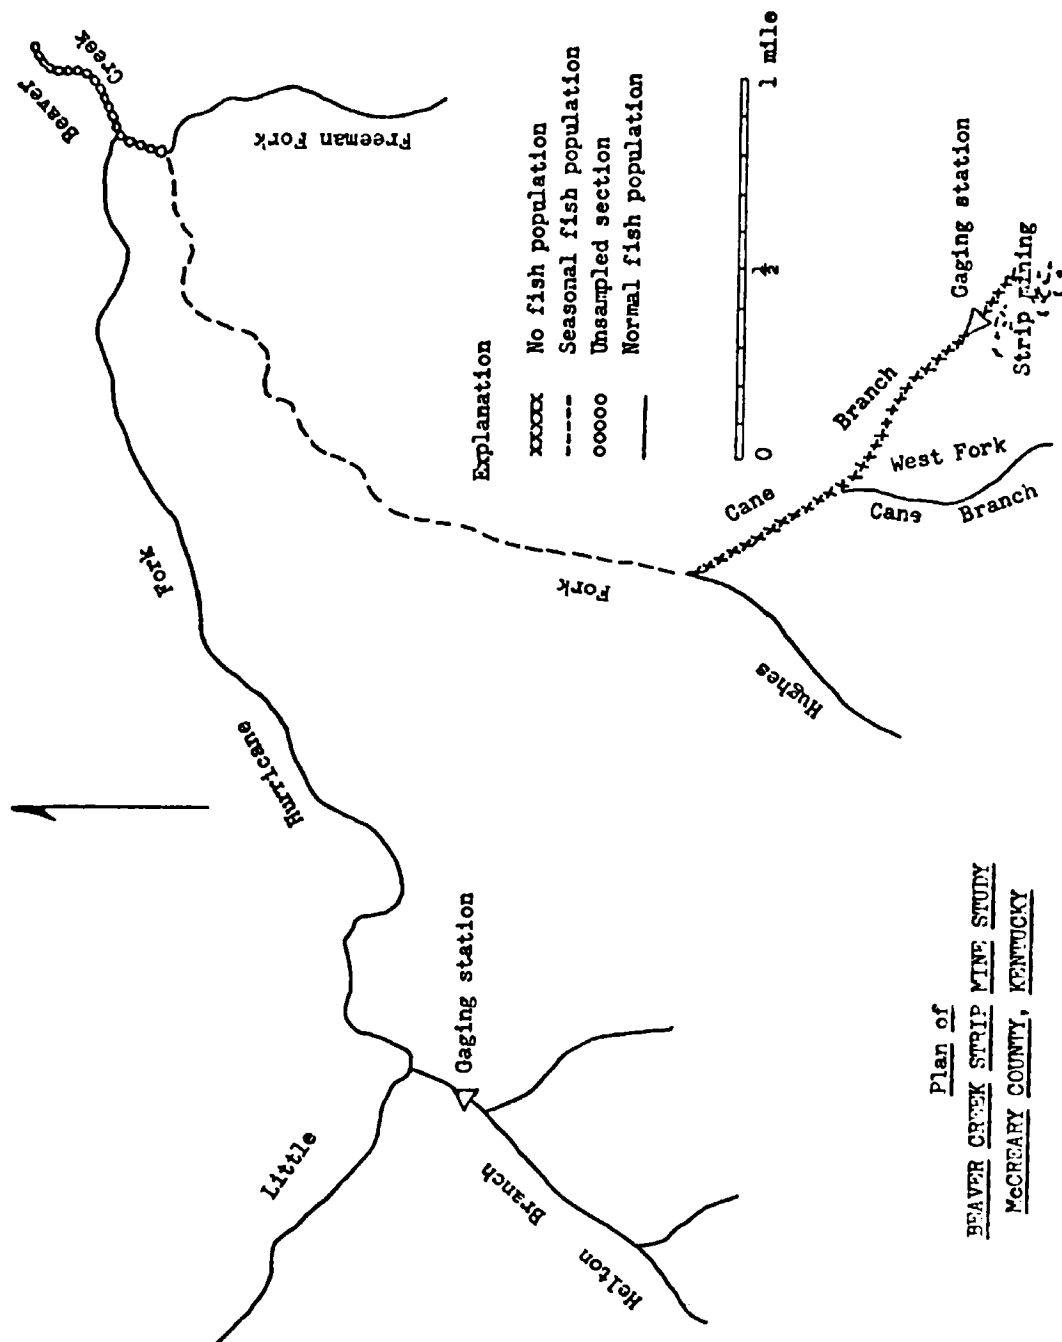 Beaver
Creek
Freeman Fork
Fork
Hurricane
Little
Gaging station
Branch
Helton
Fork
Hughes
Cane
Branch
West Fork
Cane
Branch
Gaging station
Strip Mining
Explanation
xxxxx No fish population
----- Seasonal fish population
ooooo Unsampled section
Normal fish population
0
½
1 mile
Plan of
BEAVER CREEK STRIP MINE STUDY
McCREARY COUNTY, KENTUCKY